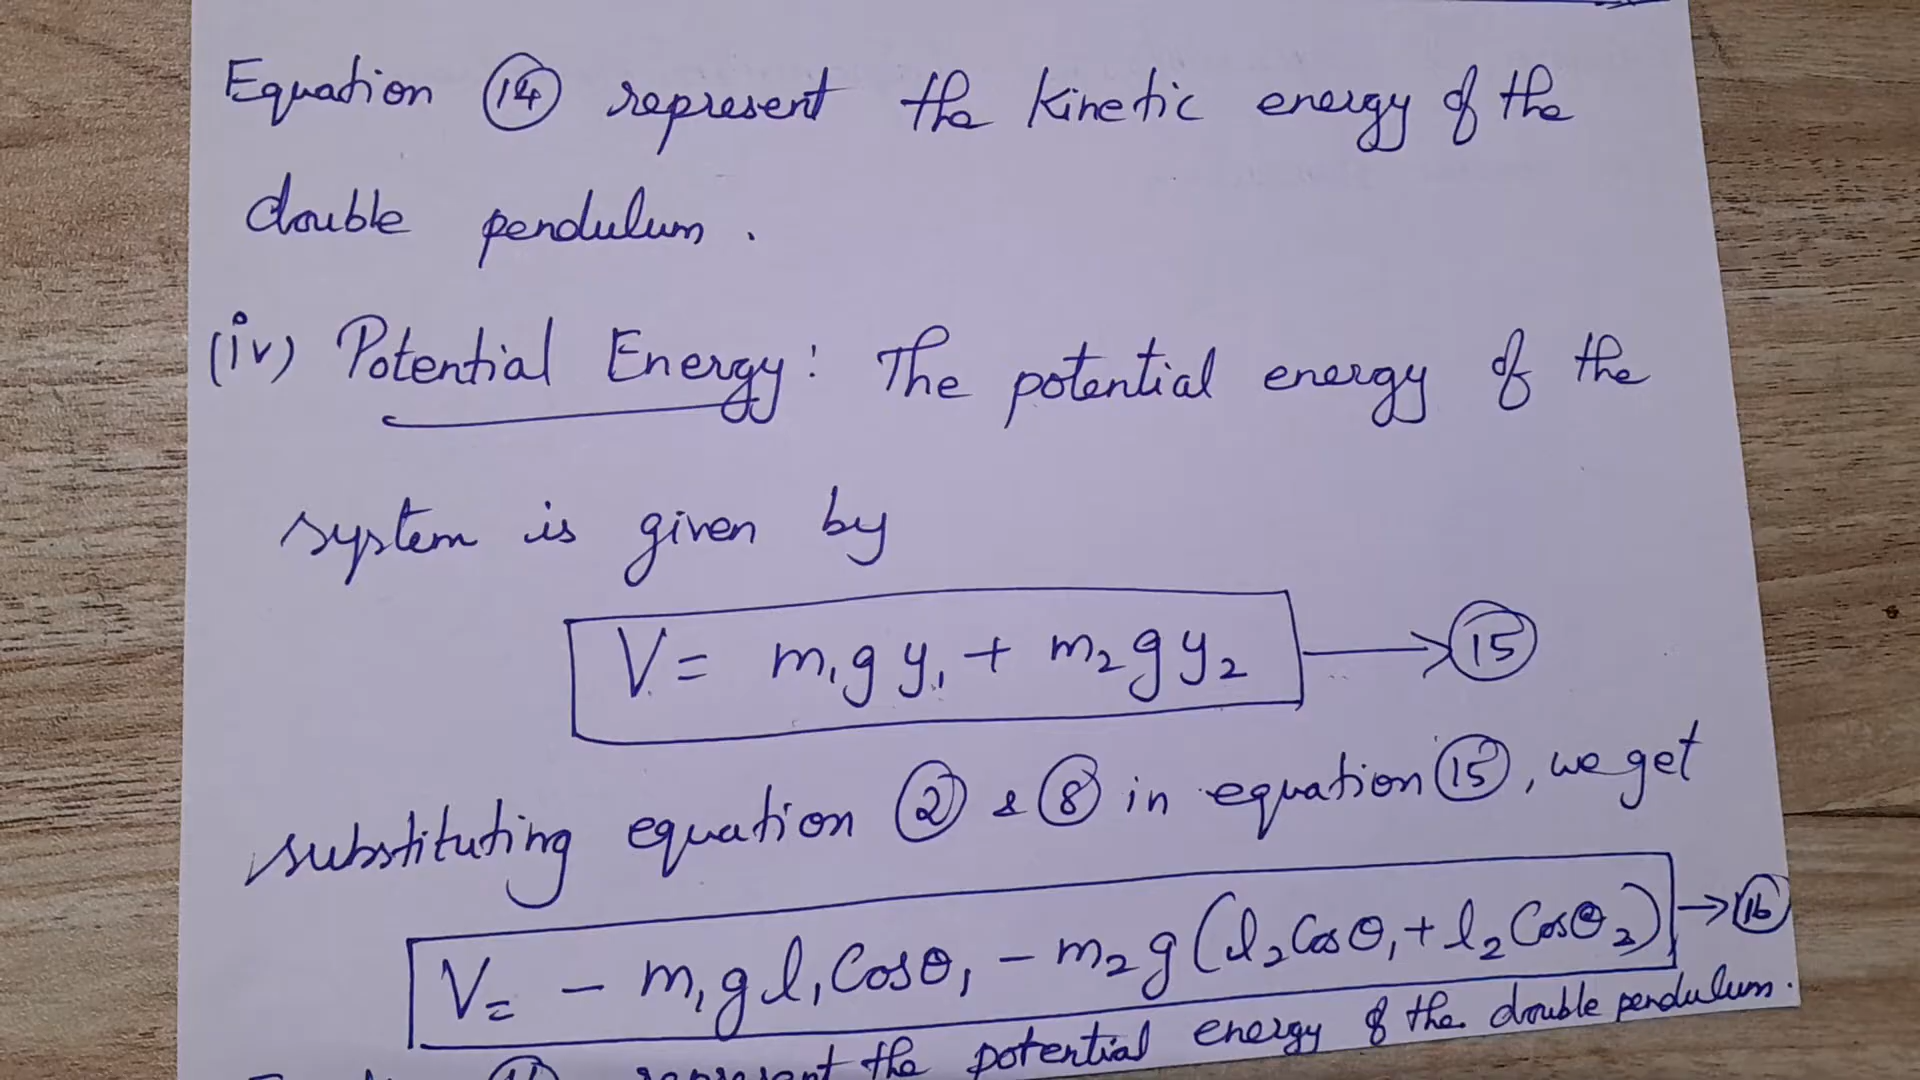 Equation (14) represent the Kinetic energy of the
double pendulum.
(iv) Potential Energy: The potential energy of the
system is given by
V = m₁gy₁ + m₂gy₂ → (15)
substituting equation (2) & (8) in equation (15), we get
V = - m₁gl₁Cosθ₁ - m₂g(l₂Cosθ₁ + l₂Cosθ₂) → (16)
represent the potential energy of the double pendulum.